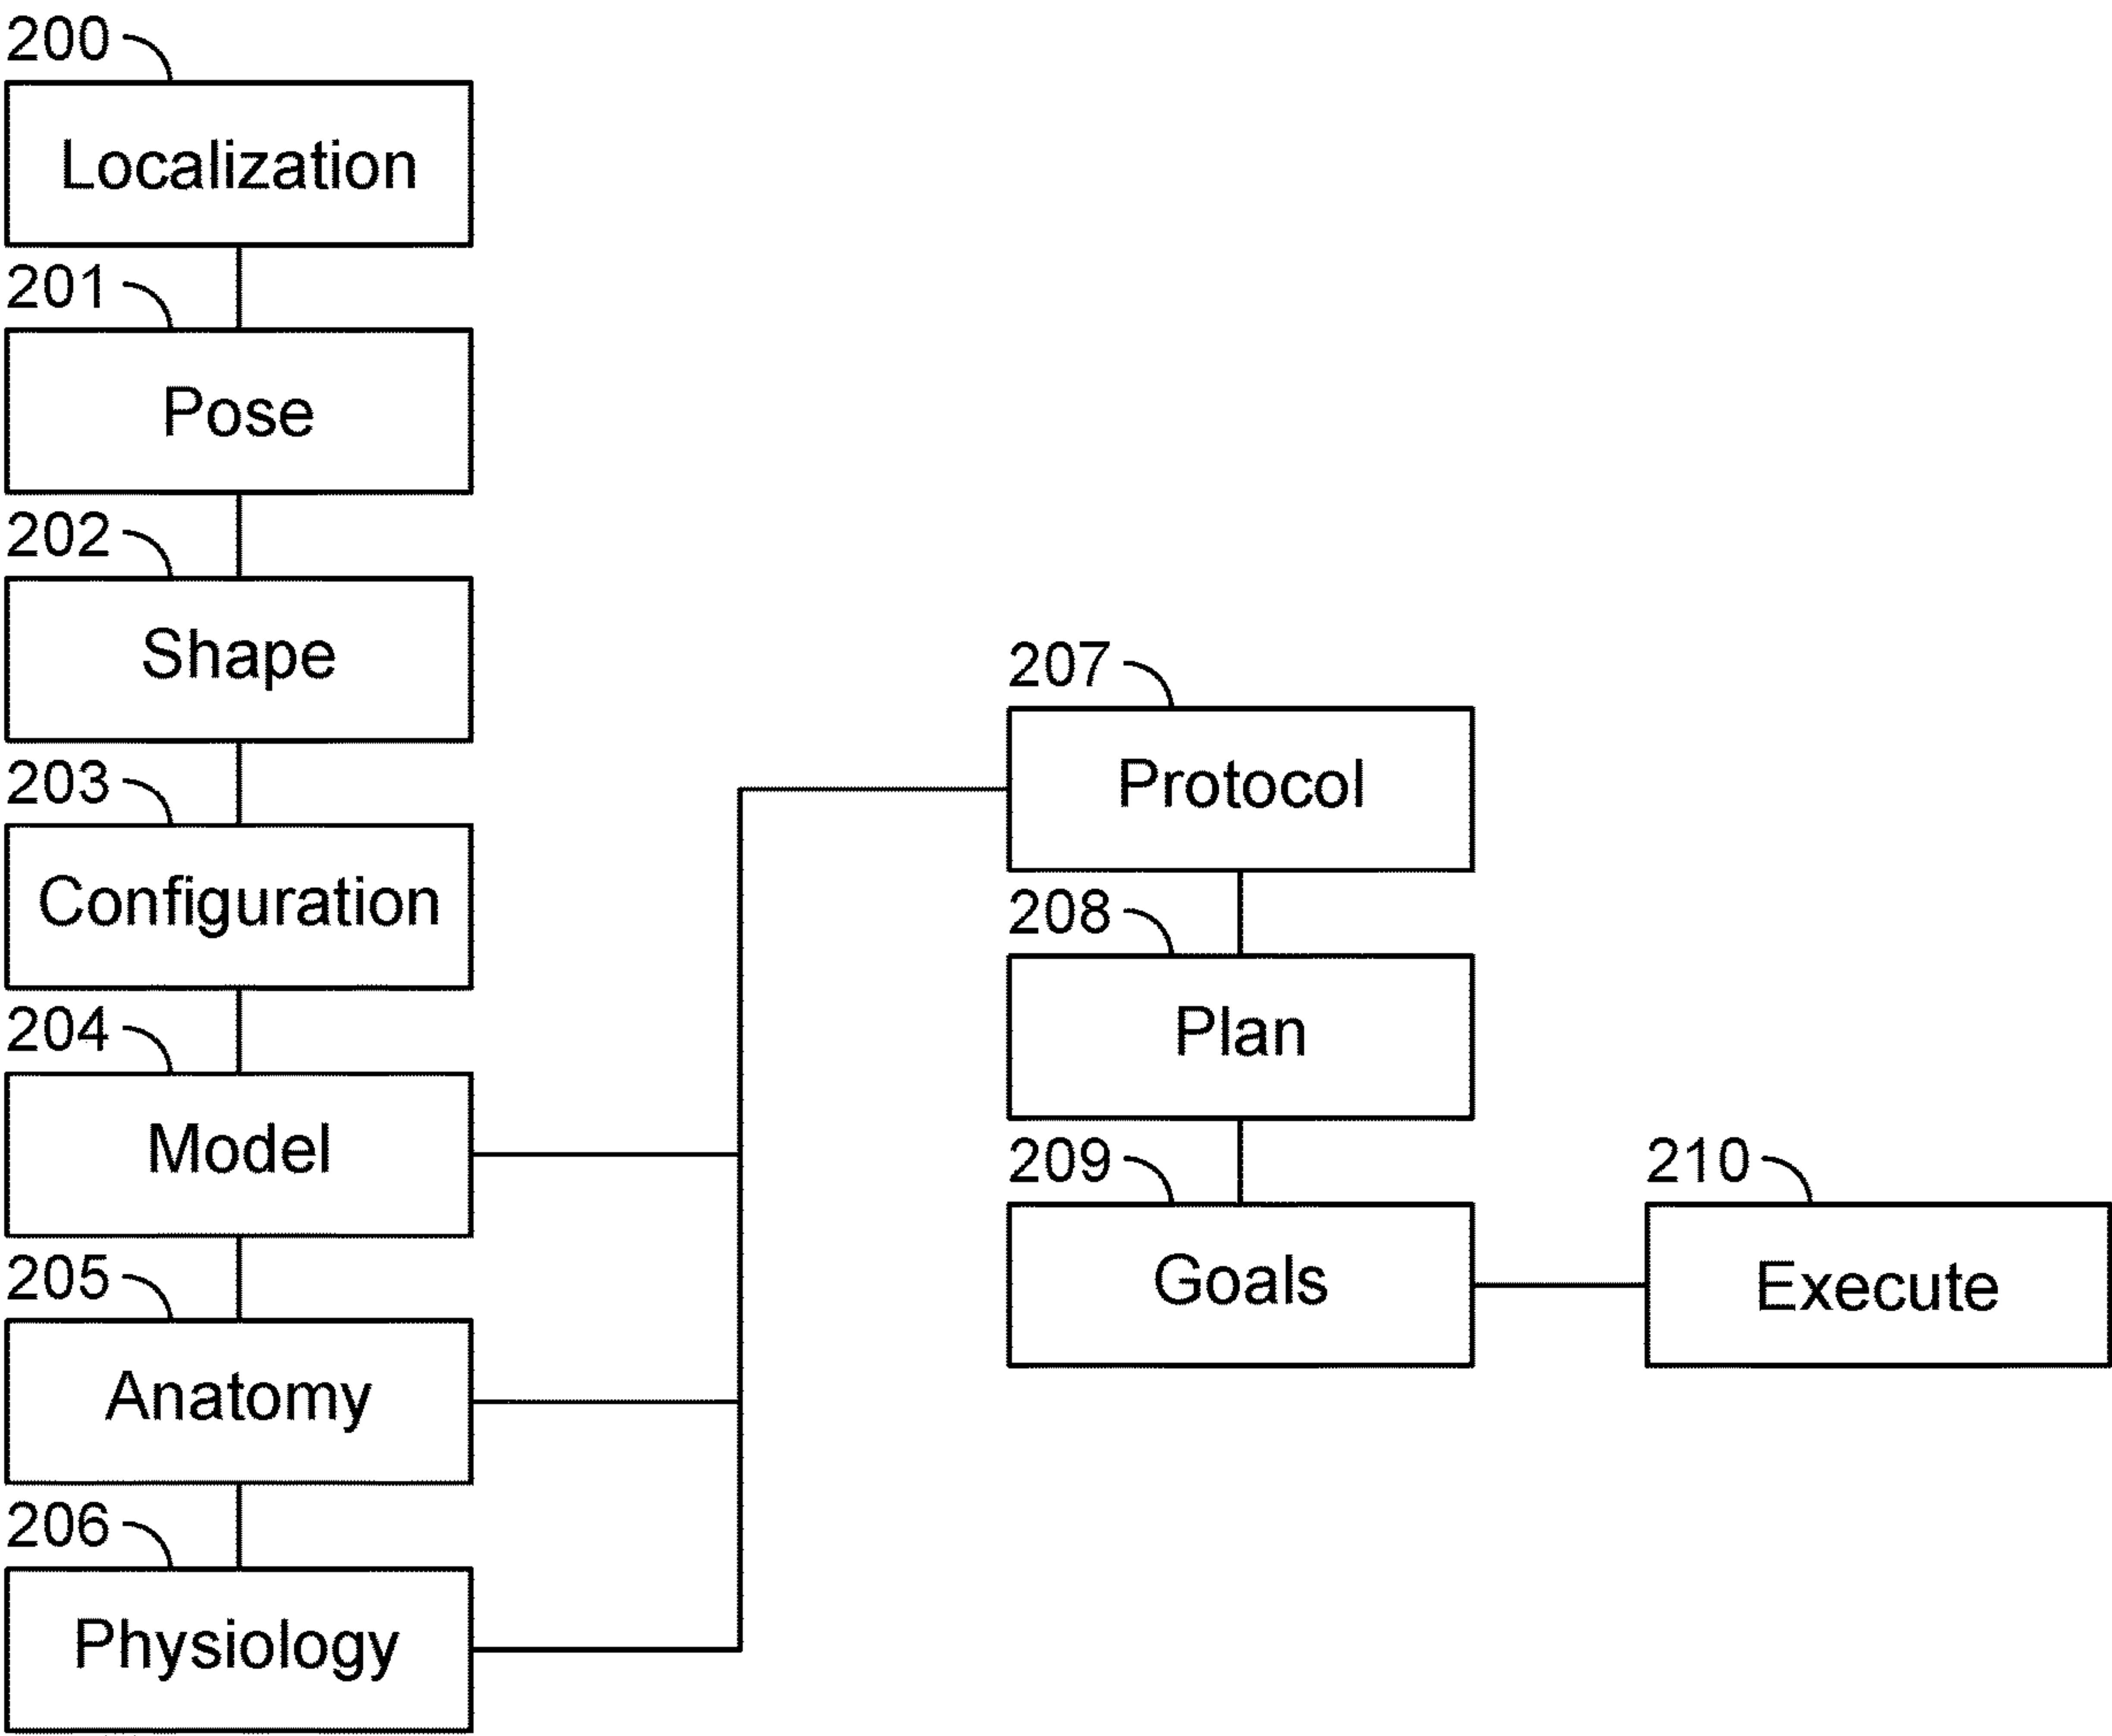 200
Localization
201
Pose
202
Shape
203
Configuration
204
Model
205
Anatomy
206
Physiology
207
Protocol
208
Plan
209
Goals
210
Execute